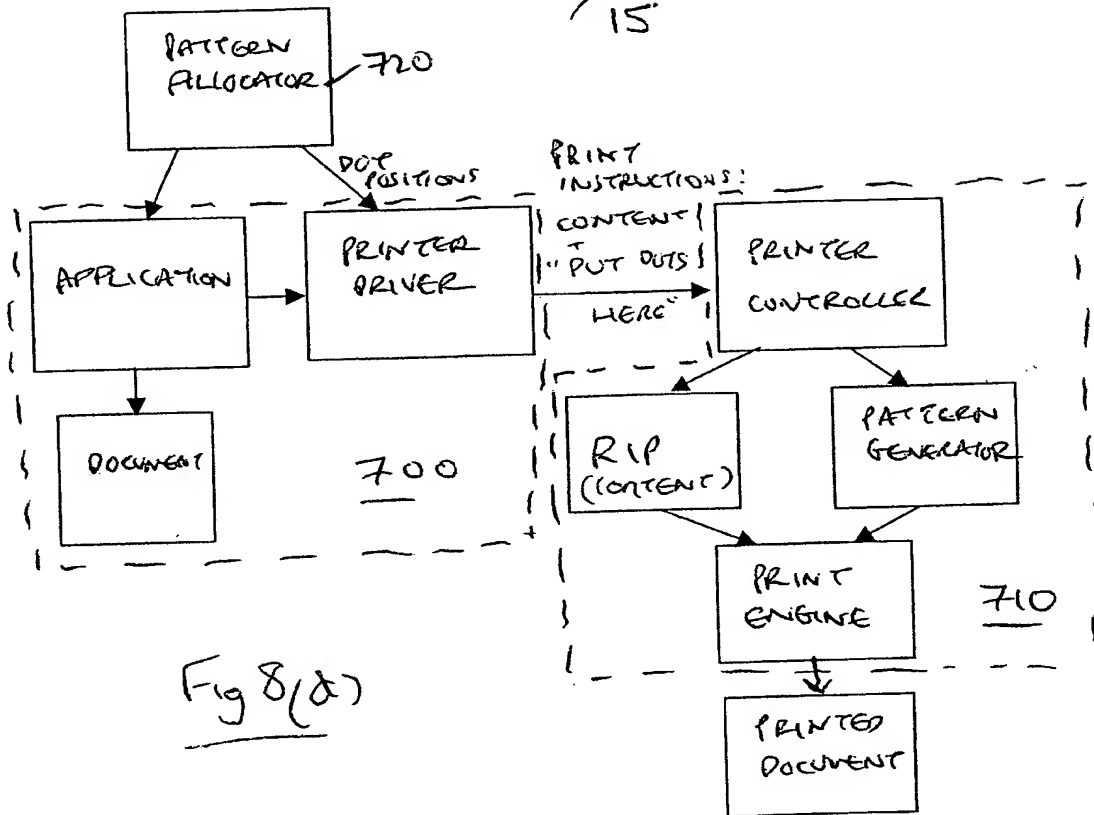 15
PATTERN
ALLOCATOR
720
DOT
POSITIONS
PRINT
INSTRUCTIONS:
APPLICATION
PRINTER
DRIVER
CONTENT
+
"PUT DOTS
HERE"
PRINTER
CONTROLLER
DOCUMENT
700
RIP
(CONTENT)
PATTERN
GENERATOR
PRINT
ENGINE
710
Fig 8(d)
PRINTED
DOCUMENT